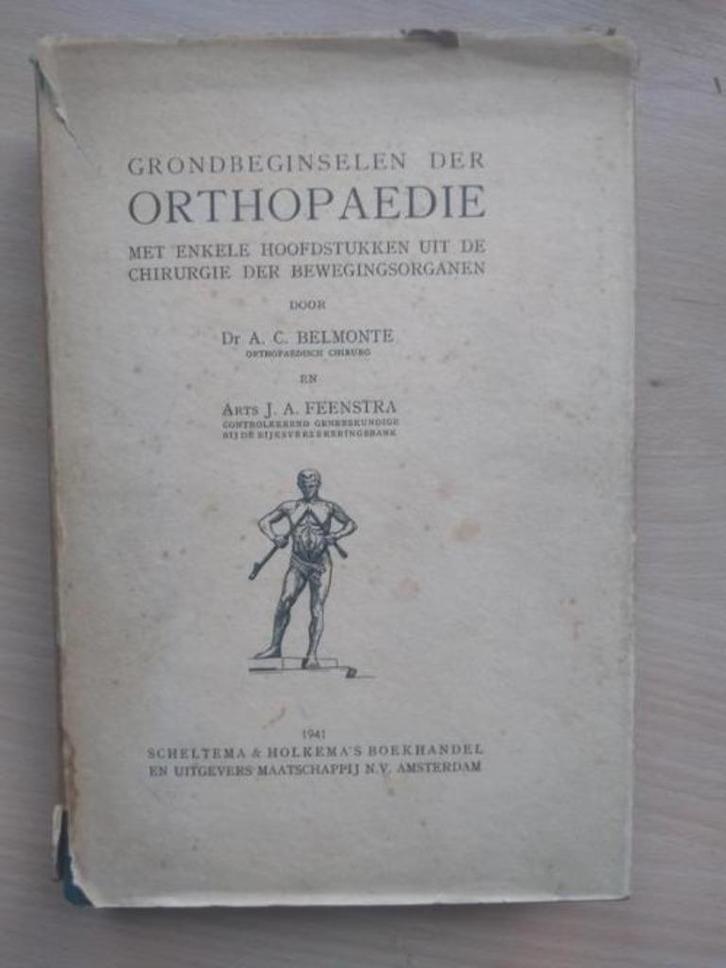 GRONDBEGINSELEN DER
ORTHOPAEDIE
MET ENKELE HOOFDSTUKKEN UIT DE
CHIRURGIE DER BEWEGINGSORGANEN
DOOR
Dr A. C. BELMONTE
ORTHOPAEDISCH CHIRURG
EN
ARTS J. A. FEENSTRA
CONTROLEEREND GENEESKUNDIGE
BIJ DE RIJKSVERZEKERINGSBANK
1941
SCHELTEMA & HOLKEMA'S BOEKHANDEL
EN UITGEVERS MAATSCHAPPIJ N.V. AMSTERDAM